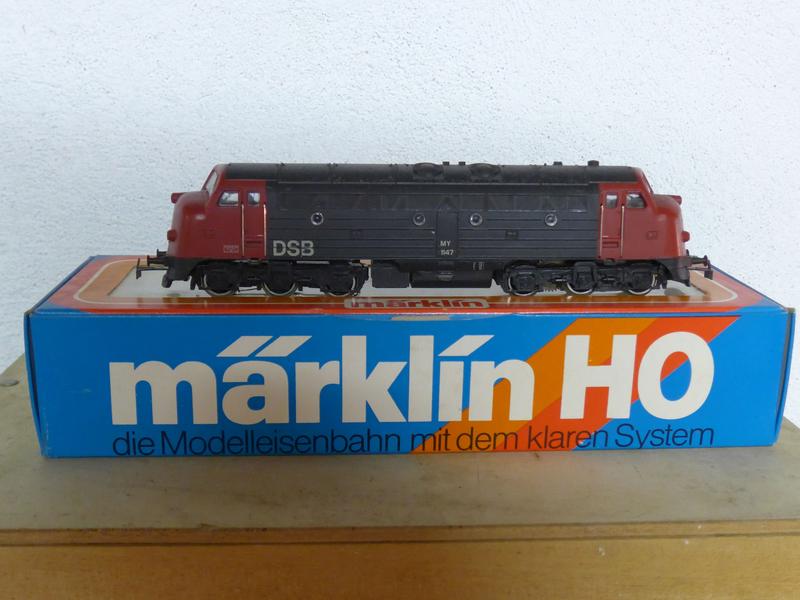 DSB
MY
1147
märklin
märklin HO
die Modelleisenbahn mit dem klaren System